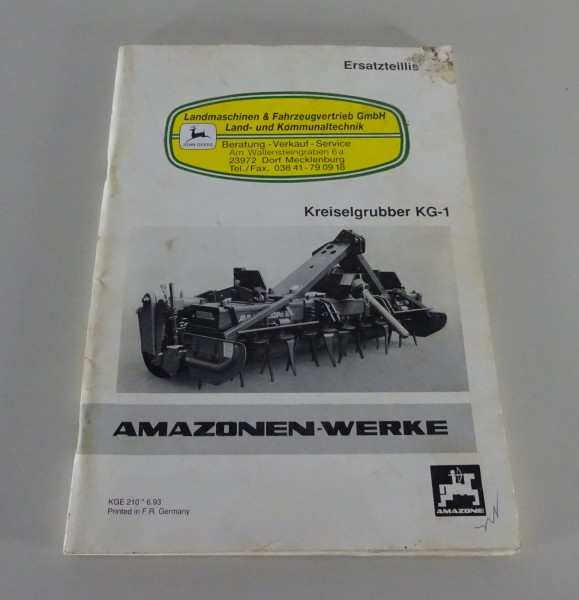 Ersatzteillis
Landmaschinen & Fahrzeugvertrieb GmbH
Land- und Kommunaltechnik
JOHN DEERE
Beratung - Verkauf - Service
Am Wallensteingraben 6a
23972 Dorf Mecklenburg
Tel./Fax. 038 41 - 79 09 18
Kreiselgrubber KG-1
AMAZONE
AMAZONEN-WERKE
KGE 210 * 6.93
Printed in F.R. Germany
AMAZONE